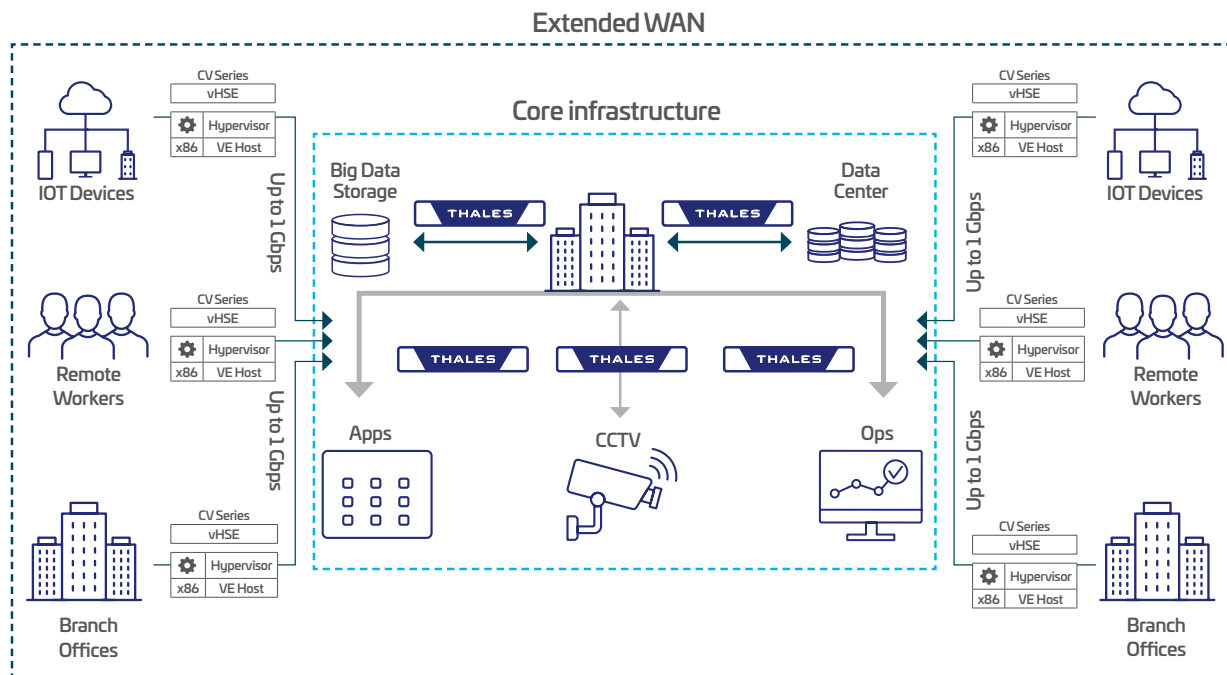 Extended WAN
CV Series
vHSE
Hypervisor
x86 VE Host
IOT Devices
Up to 1 Gbps
CV Series
vHSE
Hypervisor
x86 VE Host
Remote
Workers
Up to 1 Gbps
CV Series
vHSE
Hypervisor
x86 VE Host
Branch
Offices
Core infrastructure
Big Data
Storage
THALES
THALES
Data
Center
THALES
THALES
THALES
Apps
CCTV
Ops
CV Series
vHSE
Hypervisor
x86 VE Host
IOT Devices
Up to 1 Gbps
CV Series
vHSE
Hypervisor
x86 VE Host
Remote
Workers
Up to 1 Gbps
CV Series
vHSE
Hypervisor
x86 VE Host
Branch
Offices